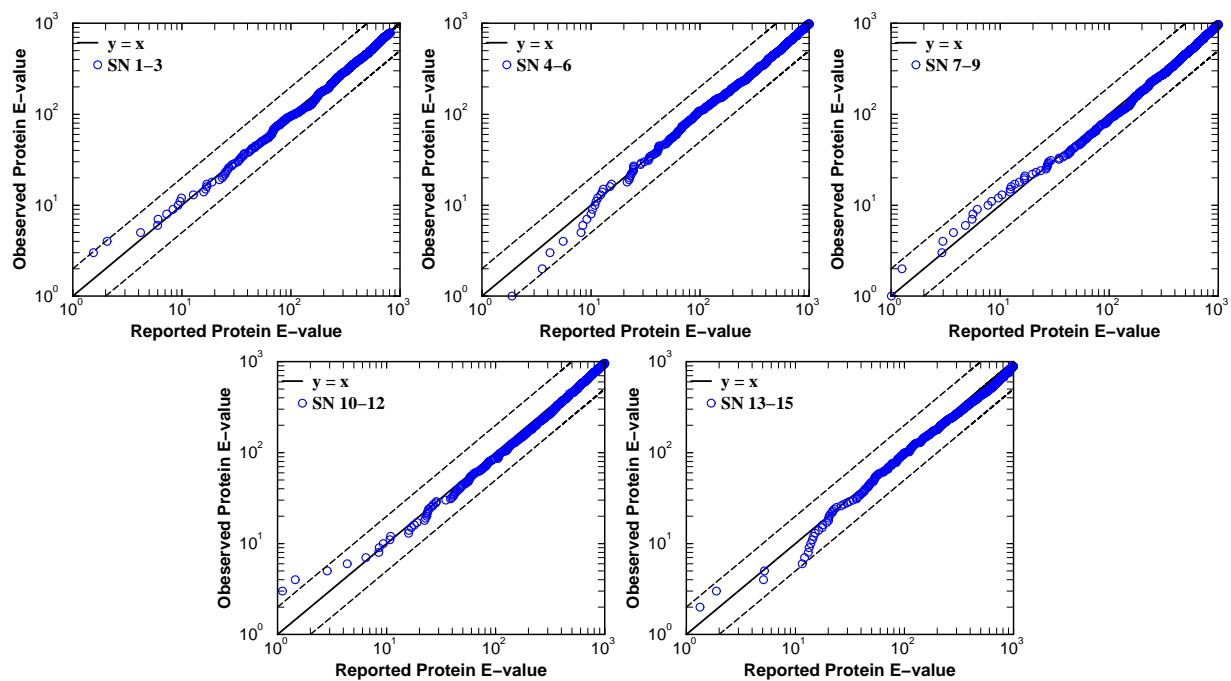 10³
y = x
SN 1–3
10²
10¹
10⁰
10⁰ 10¹ 10² 10³
Reported Protein E–value
Obeserved Protein E–value
10³
y = x
SN 4–6
10²
10¹
10⁰
10⁰ 10¹ 10² 10³
Reported Protein E–value
Obeserved Protein E–value
10³
y = x
SN 7–9
10²
10¹
10⁰
10⁰ 10¹ 10² 10³
Reported Protein E–value
Obeserved Protein E–value
10³
y = x
SN 10–12
10²
10¹
10⁰
10⁰ 10¹ 10² 10³
Reported Protein E–value
Obeserved Protein E–value
10³
y = x
SN 13–15
10²
10¹
10⁰
10⁰ 10¹ 10² 10³
Reported Protein E–value
Obeserved Protein E–value